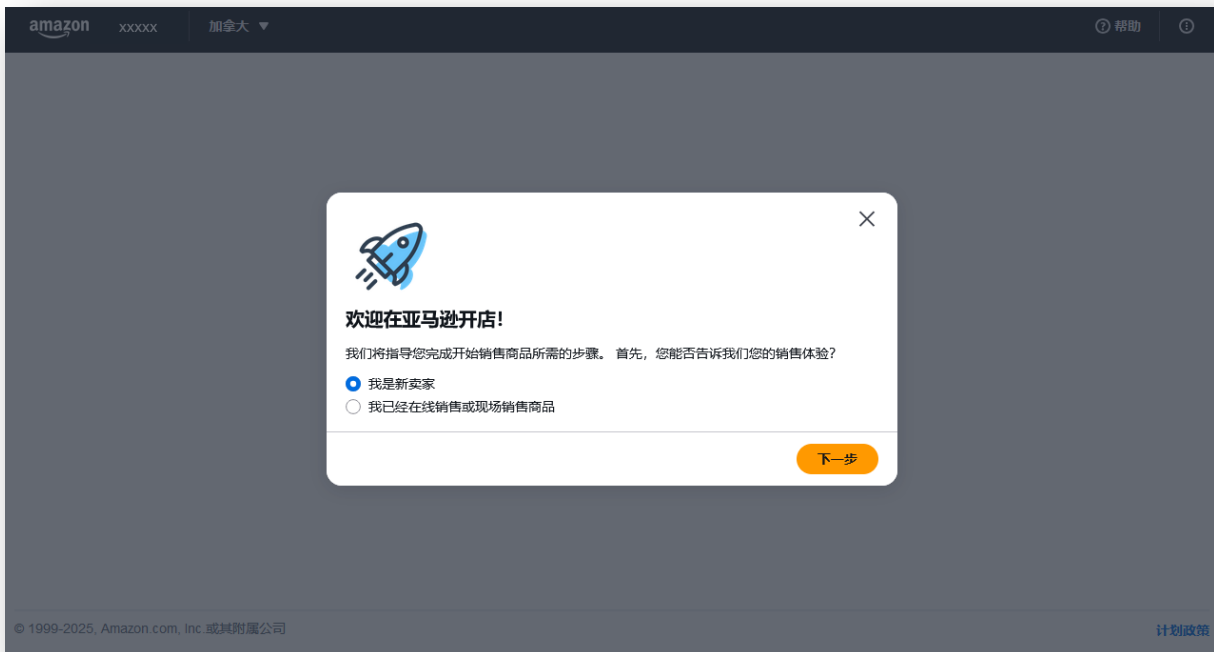 amazon xxxxx 加拿大 帮助
欢迎在亚马逊开店!
我们将指导您完成开始销售商品所需的步骤。 首先，您能否告诉我们您的销售体验?
我是新卖家
我已经在线销售或现场销售商品
下一步
© 1999-2025, Amazon.com, Inc.或其附属公司 计划政策